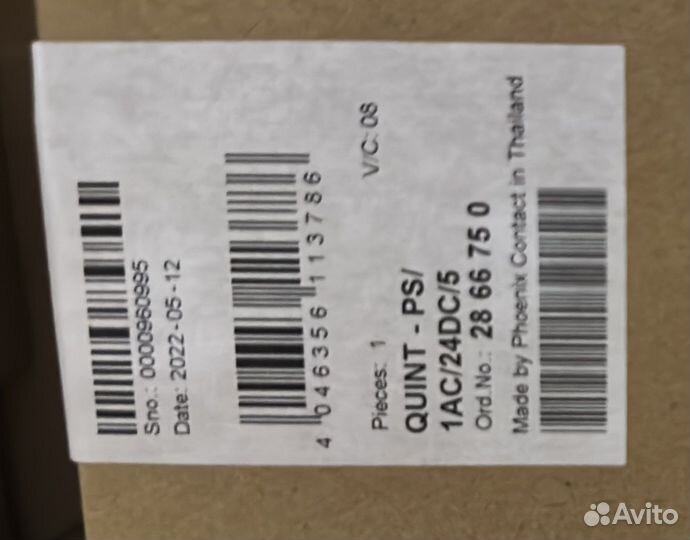 Sno.: 0000960995
Date: 2022-05-12
4 046356 113786
Pieces: 1 V/C: 08
QUINT - PS/
1AC/24DC/5
Ord.No.: 28 66 75 0
Made by Phoenix Contact in Thailand
Avito